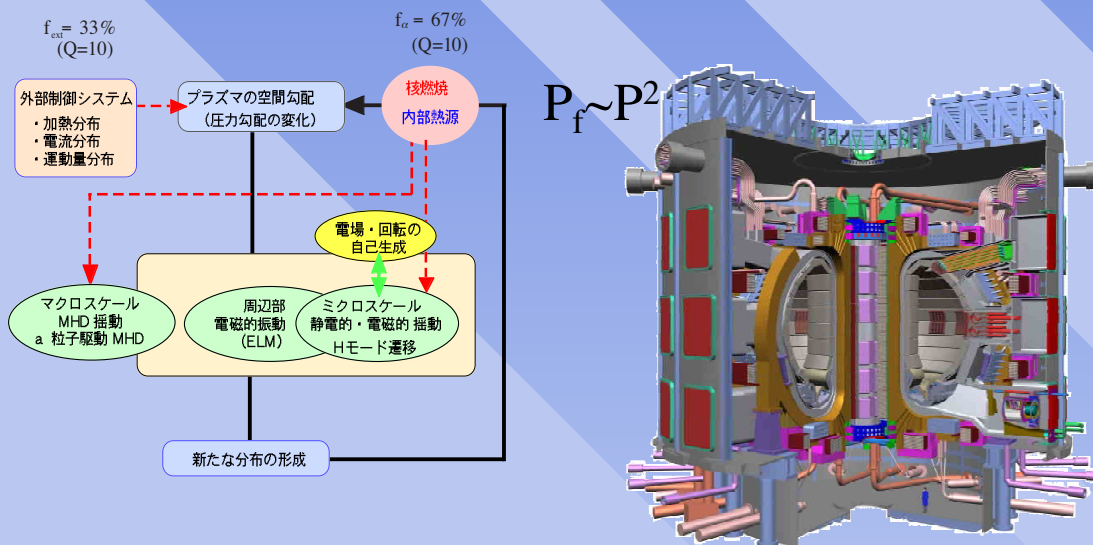 f_ext= 33%
(Q=10)
f_α = 67%
(Q=10)
外部制御システム
・加熱分布
・電流分布
・運動量分布
プラズマの空間勾配
(圧力勾配の変化)
核燃焼
内部熱源
P_f~P²
電場・回転の
自己生成
マクロスケール
MHD 揺動
a 粒子駆動 MHD
周辺部
電磁的振動
(ELM)
ミクロスケール
静電的・電磁的 揺動
Hモード遷移
新たな分布の形成